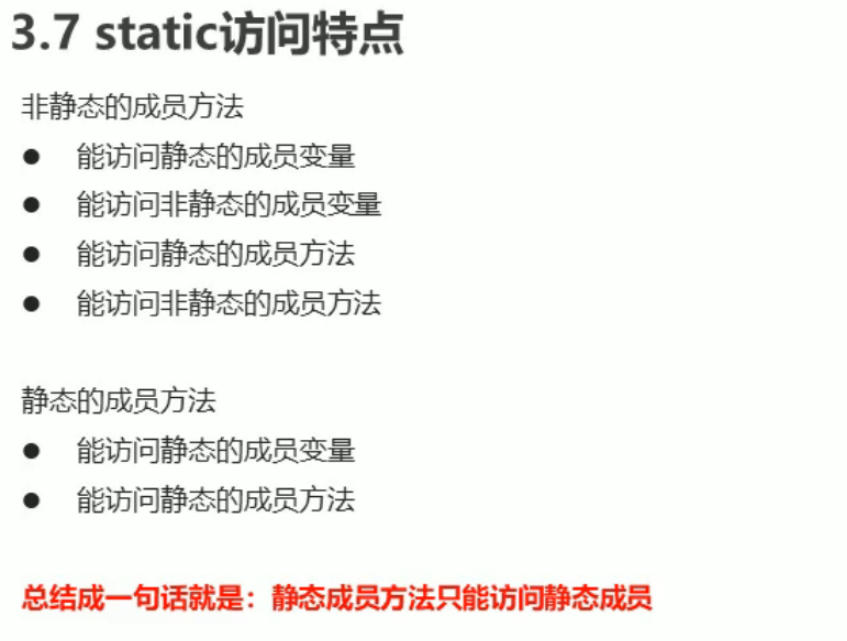 3.7 static访问特点
非静态的成员方法
● 能访问静态的成员变量
● 能访问非静态的成员变量
● 能访问静态的成员方法
● 能访问非静态的成员方法
静态的成员方法
● 能访问静态的成员变量
● 能访问静态的成员方法
总结成一句话就是：静态成员方法只能访问静态成员